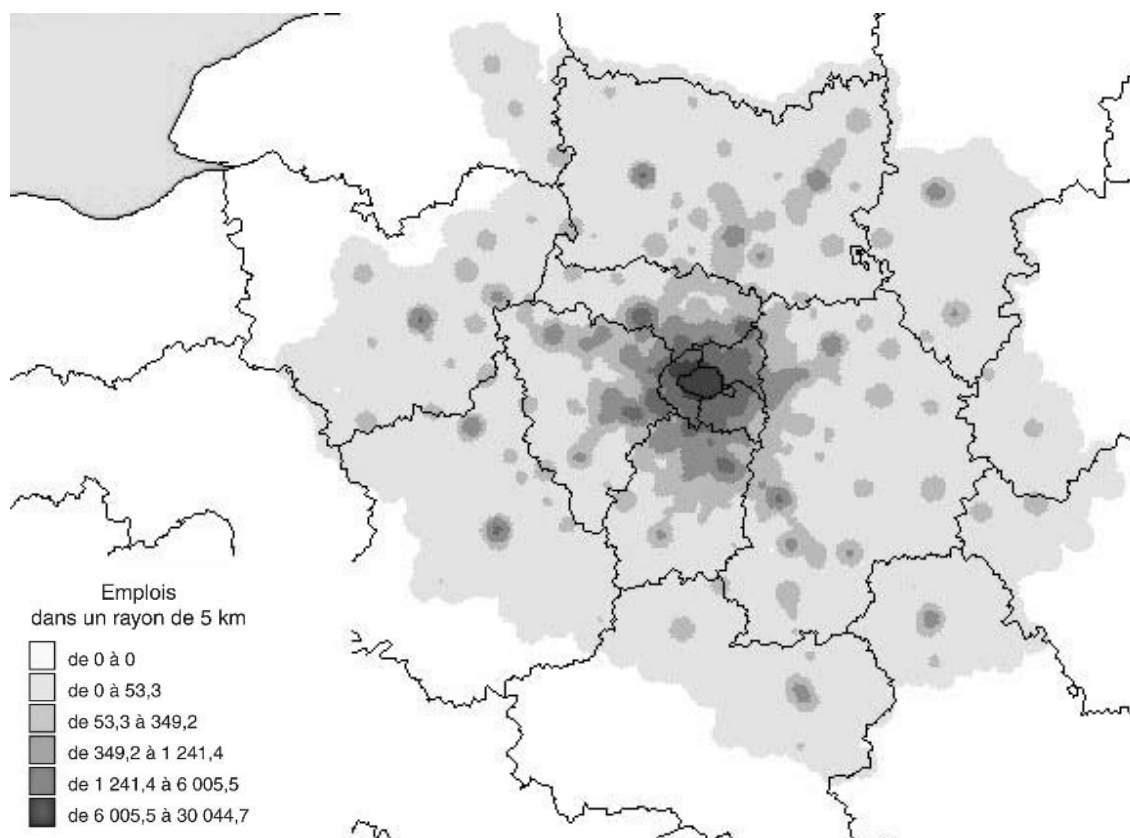 Emplois
dans un rayon de 5 km
de 0 à 0
de 0 à 53,3
de 53,3 à 349,2
de 349,2 à 1 241,4
de 1 241,4 à 6 005,5
de 6 005,5 à 30 044,7